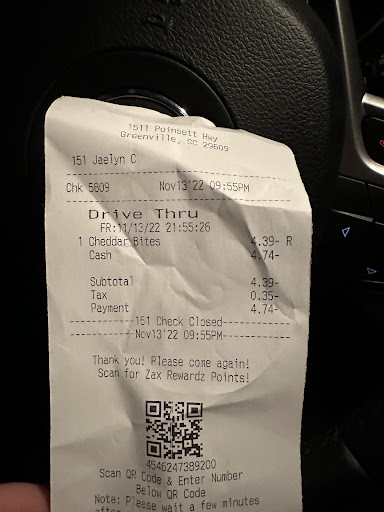 1511 Poinsett Hwy
Greenville, SC 29609
151 Jaelyn C
Chk 5809 Nov13'22 09:55PM
Drive Thru
FR:11/13/22 21:55:26
1 Cheddar Bites 4.39- R
Cash 4.74-
Subtotal 4.39-
Tax 0.35-
Payment 4.74-
151 Check Closed
Nov13'22 09:55PM
Thank you! Please come again!
Scan for Zax Rewardz Points!
4546247389200
Scan QR Code & Enter Number
Below QR Code
Note: Please wait a few minutes